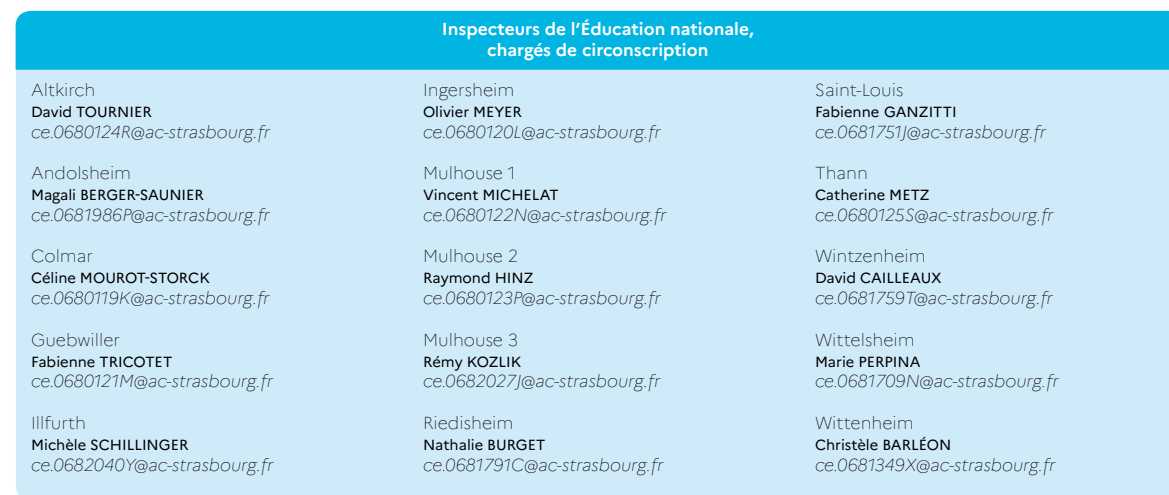 Inspecteurs de l'Éducation nationale,
chargés de circonscription
Altkirch
David TOURNIER
ce.0680124R@ac-strasbourg.fr
Andolsheim
Magali BERGER-SAUNIER
ce.0681986P@ac-strasbourg.fr
Colmar
Céline MOUROT-STORCK
ce.0680119K@ac-strasbourg.fr
Guebwiller
Fabienne TRICOTET
ce.0680121M@ac-strasbourg.fr
Illfurth
Michèle SCHILLINGER
ce.0682040Y@ac-strasbourg.fr
Ingersheim
Olivier MEYER
ce.0680120L@ac-strasbourg.fr
Mulhouse 1
Vincent MICHELAT
ce.0680122N@ac-strasbourg.fr
Mulhouse 2
Raymond HINZ
ce.0680123P@ac-strasbourg.fr
Mulhouse 3
Rémy KOZLIK
ce.0682027J@ac-strasbourg.fr
Riedisheim
Nathalie BURGET
ce.0681791C@ac-strasbourg.fr
Saint-Louis
Fabienne GANZITTI
ce.0681751J@ac-strasbourg.fr
Thann
Catherine METZ
ce.0680125S@ac-strasbourg.fr
Wintzenheim
David CAILLEAUX
ce.0681759T@ac-strasbourg.fr
Wittelsheim
Marie PERPINA
ce.0681709N@ac-strasbourg.fr
Wittenheim
Christèle BARLÉON
ce.0681349X@ac-strasbourg.fr